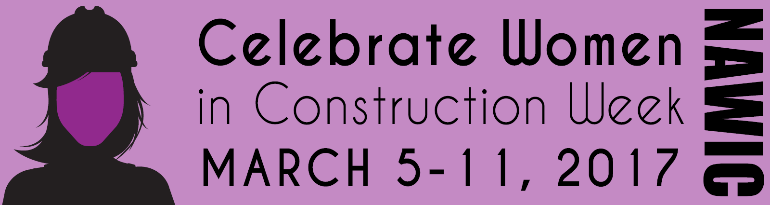 Celebrate Women
in Construction Week
MARCH 5-11, 2017
NAWIC